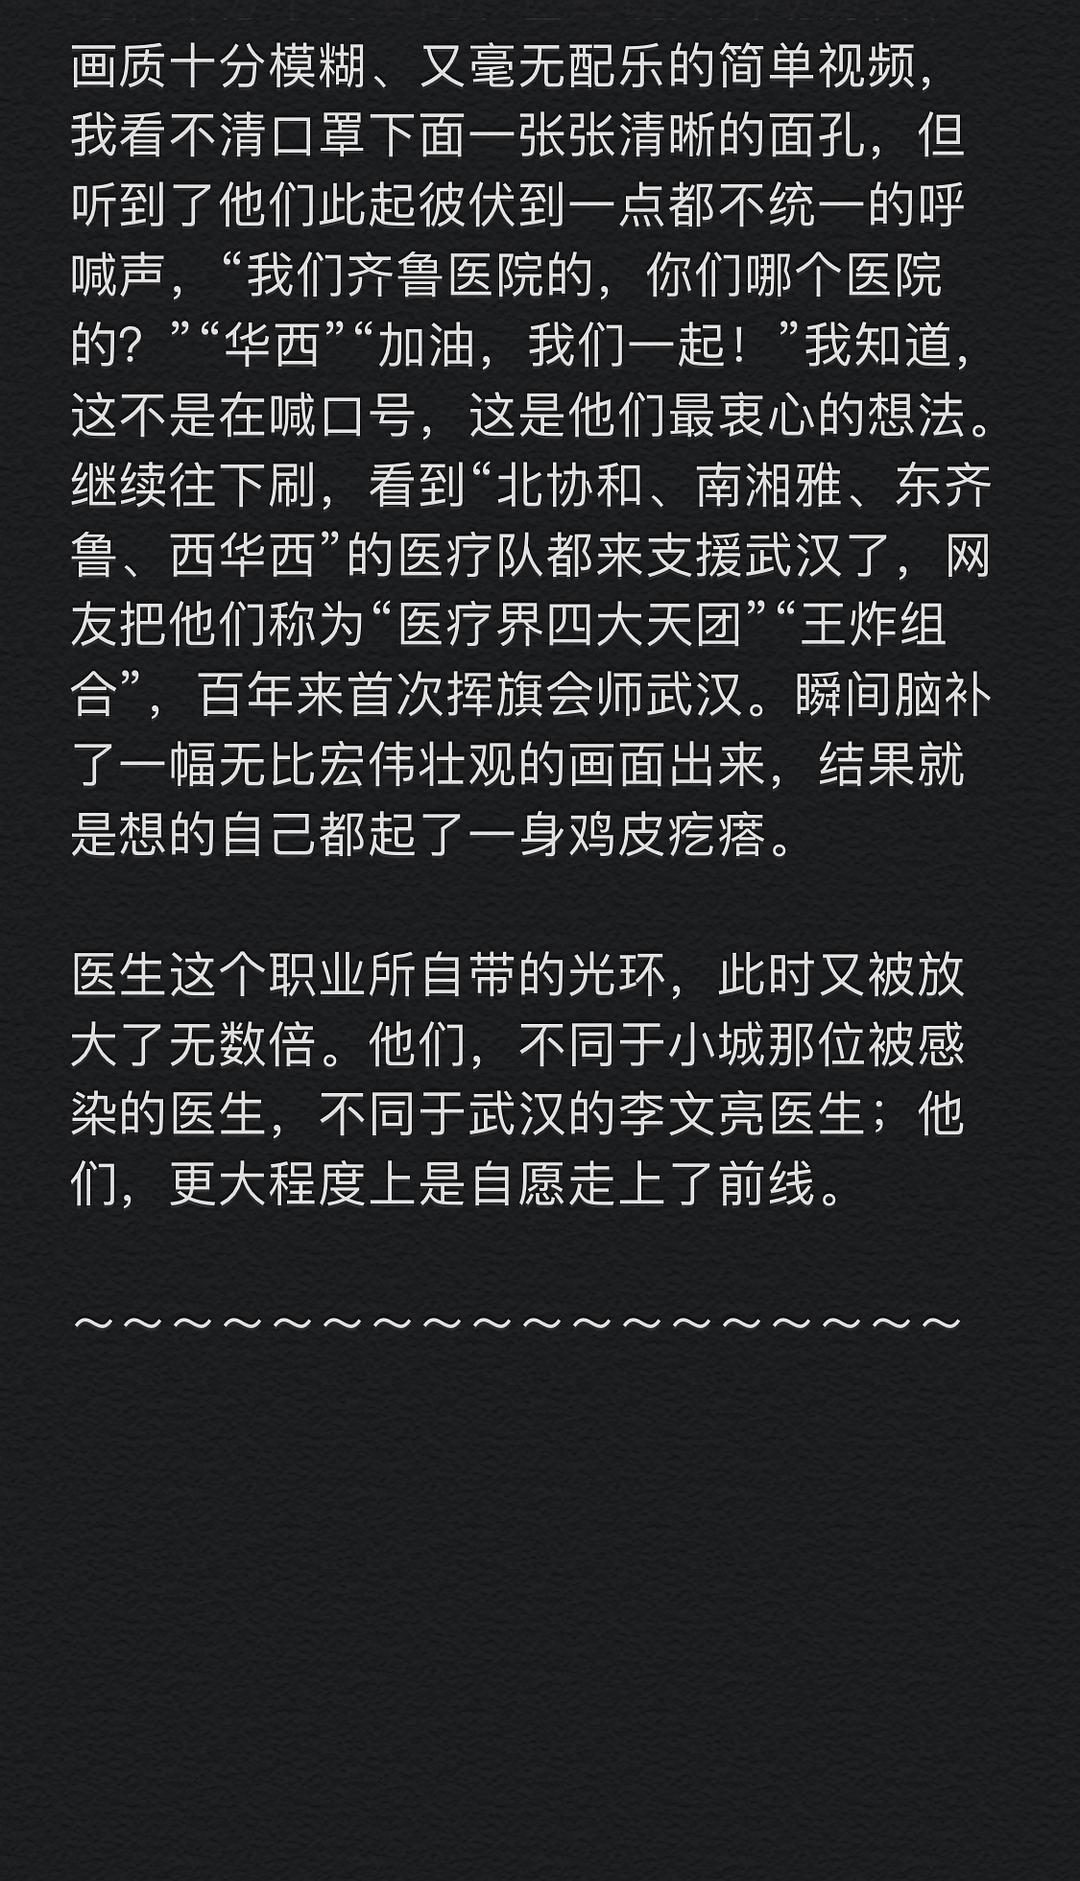 画质十分模糊、又毫无配乐的简单视频，
我看不清口罩下面一张张清晰的面孔，但
听到了他们此起彼伏到一点都不统一的呼
喊声，“我们齐鲁医院的，你们哪个医院
的？”“华西”“加油，我们一起！”我知道，
这不是在喊口号，这是他们最衷心的想法。
继续往下刷，看到“北协和、南湘雅、东齐
鲁、西华西”的医疗队都来支援武汉了，网
友把他们称为“医疗界四大天团”“王炸组
合”，百年来首次挥旗会师武汉。瞬间脑补
了一幅无比宏伟壮观的画面出来，结果就
是想的自己都起了一身鸡皮疙瘩。
医生这个职业所自带的光环，此时又被放
大了无数倍。他们，不同于小城那位被感
染的医生，不同于武汉的李文亮医生；他
们，更大程度上是自愿走上了前线。
～～～～～～～～～～～～～～～～～～